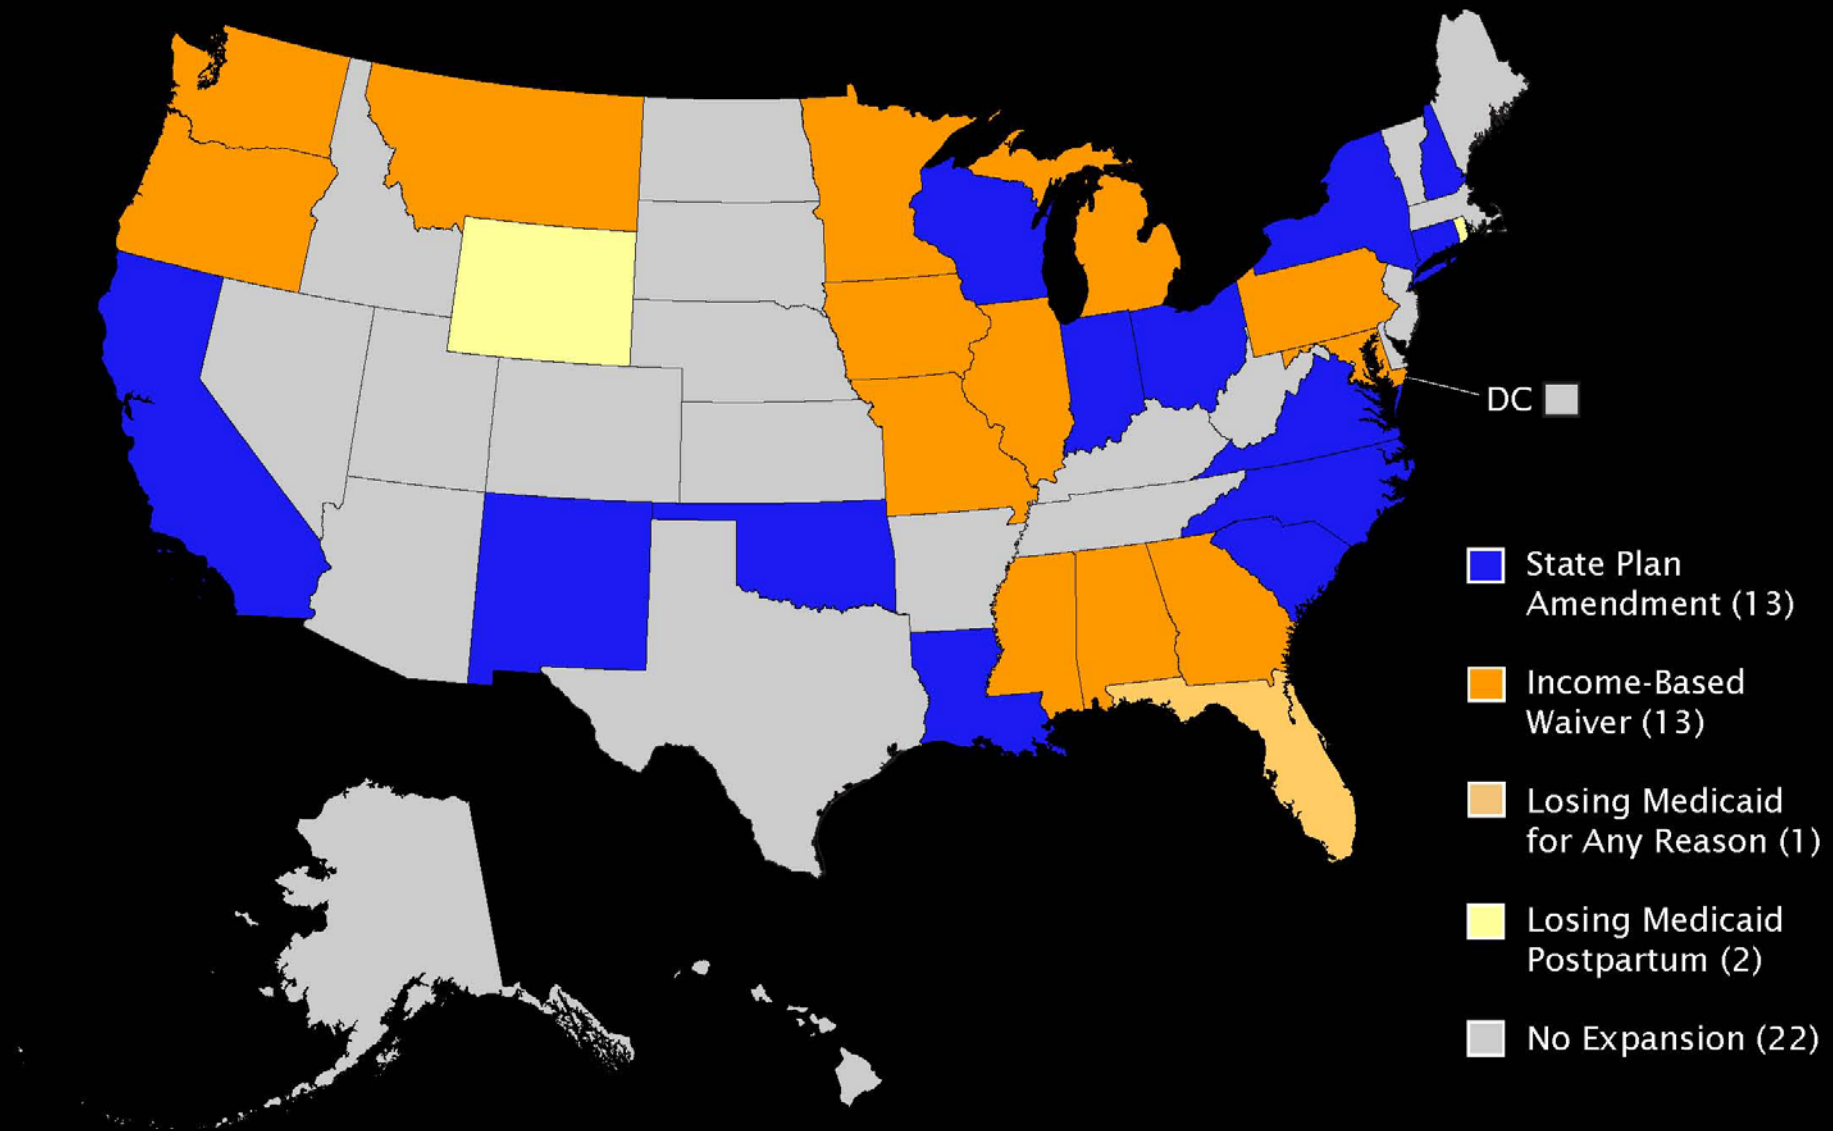 DC
State Plan
Amendment (13)
Income-Based
Waiver (13)
Losing Medicaid
for Any Reason (1)
Losing Medicaid
Postpartum (2)
No Expansion (22)